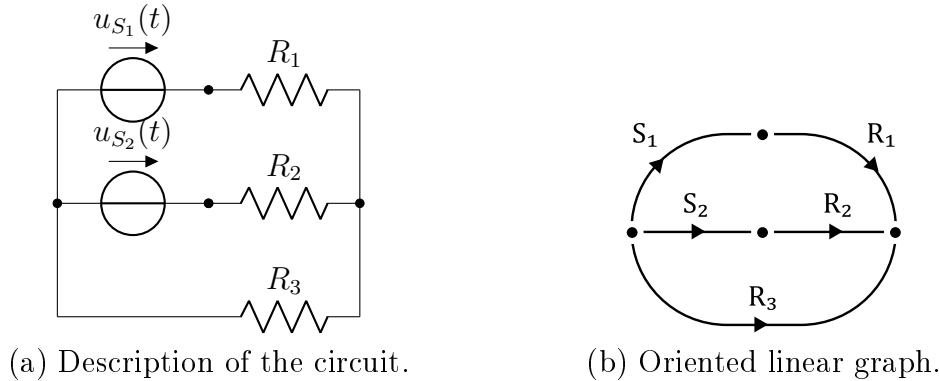 u_{S_1}(t)
R_1
u_{S_2}(t)
R_2
R_3
(a) Description of the circuit.
S_1
R_1
S_2
R_2
R_3
(b) Oriented linear graph.